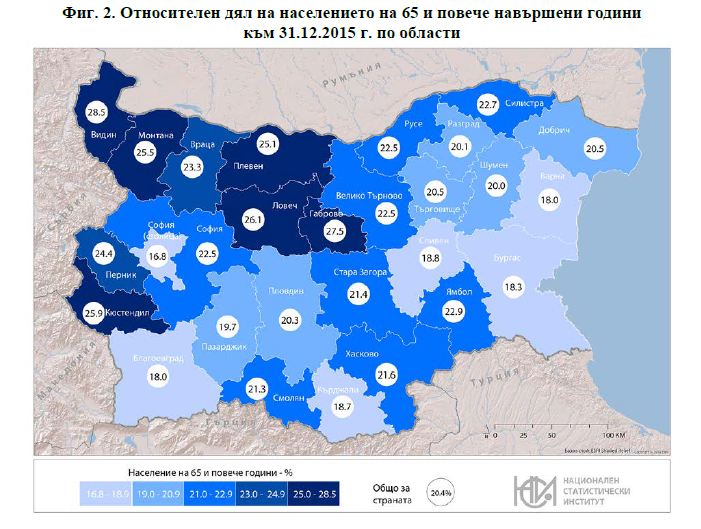 Фиг. 2. Относителен дял на населението на 65 и повече навършени години
към 31.12.2015 г. по области
Румъния
28.5
Видин
Монтана
25.5
Враца
23.3
25.1
Плевен
Русе
22.5
22.7
Силистра
Разград
20.1
Добрич
20.5
Шумен
20.0
Варна
18.0
20.5
Търговище
Велико Търново
22.5
Ловеч
26.1
Габрово
27.5
София
(столица)
16.8
София
22.5
24.4
Перник
25.9
Кюстендил
Сливен
18.8
Бургас
18.3
Стара Загора
21.4
Ямбол
22.9
Пловдив
20.3
19.7
Пазарджик
Благоевград
18.0
Хасково
21.6
21.3
Смолян
Кърджали
18.7
Македония
Гърция
Турция
N
0 50 100 KM
Население на 65 и повече години - %
16.8 - 18.9
19.0 - 20.9
21.0 - 22.9
23.0 - 24.9
25.0 - 28.5
Общо за
страната
20.4%
НСИ
НАЦИОНАЛЕН
СТАТИСТИЧЕСКИ
ИНСТИТУТ